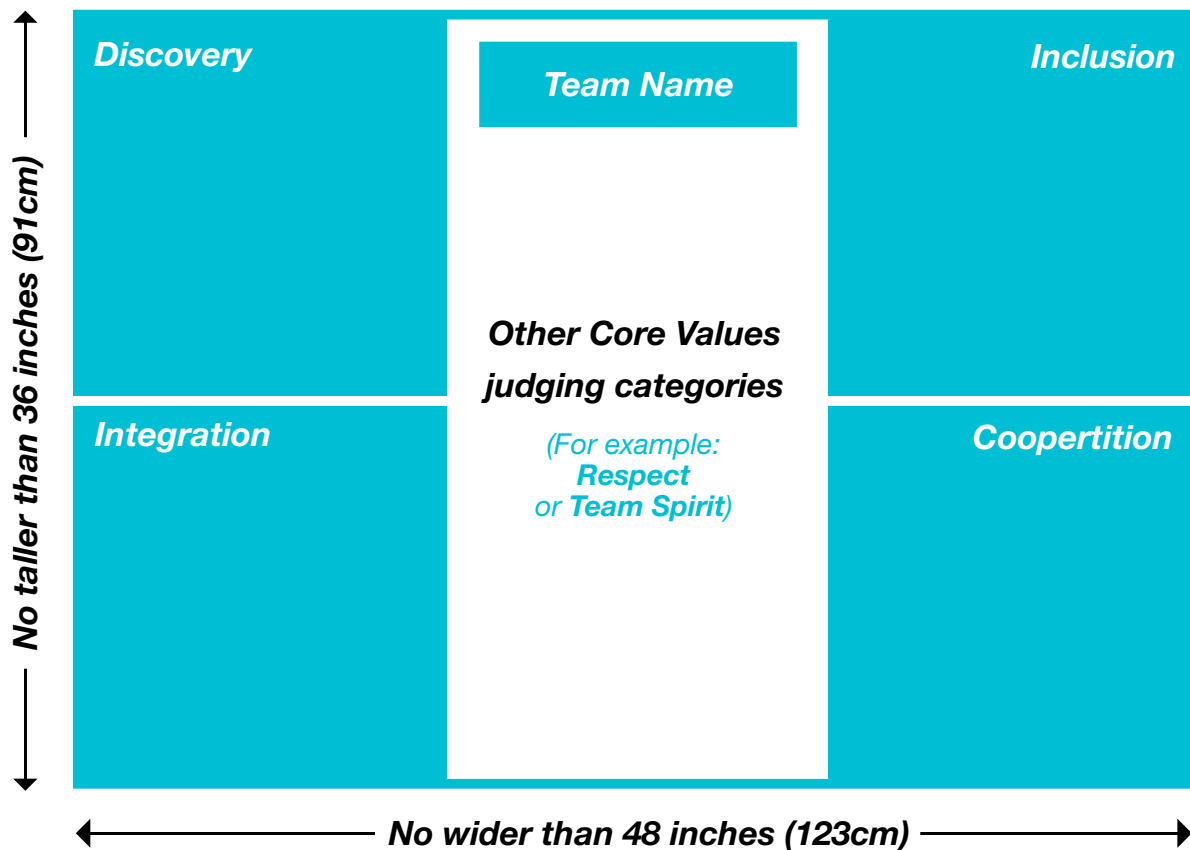 Discovery
Team Name
Inclusion
Other Core Values
judging categories
(For example:
Respect
or Team Spirit)
Integration
Coopertition
No taller than 36 inches (91cm)
No wider than 48 inches (123cm)